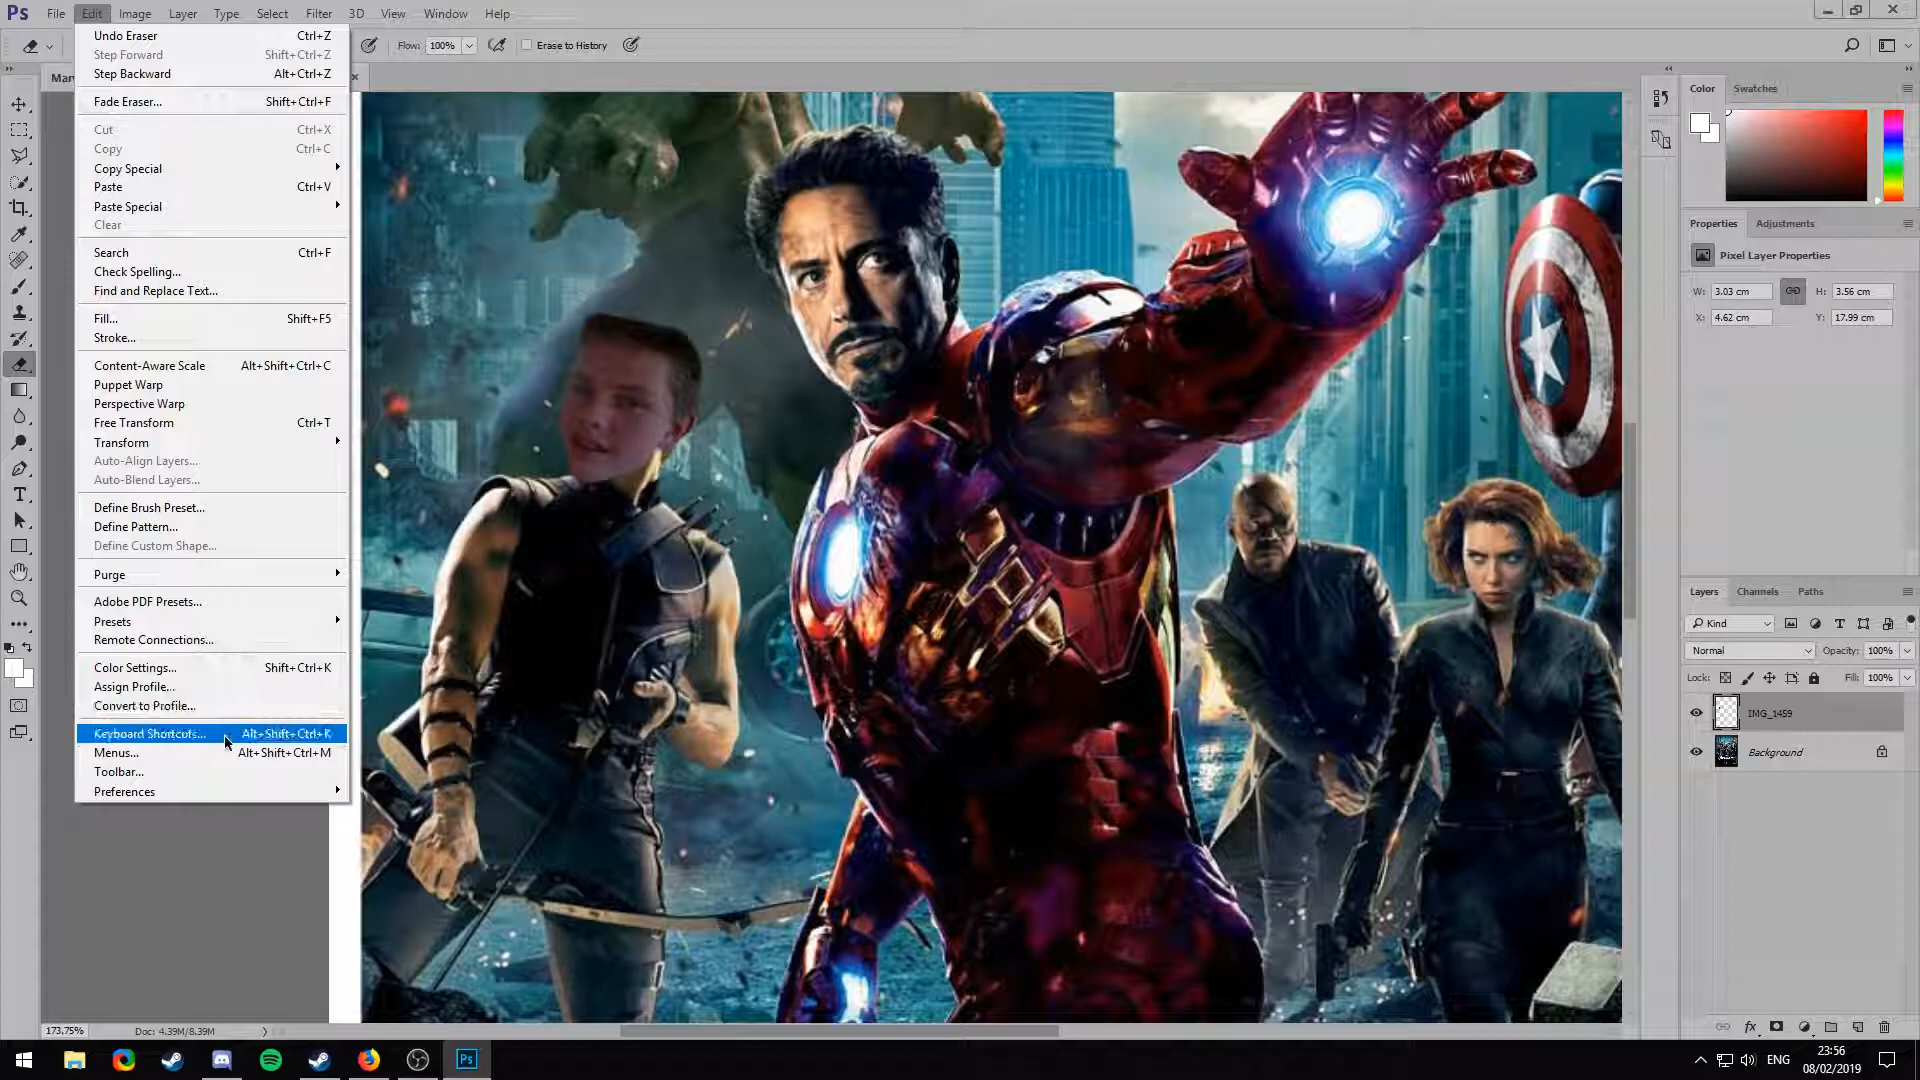 Ps File Edit Image Layer Type Select Filter 3D View Window Help
Flow: 100% Erase to History
Undo Eraser Ctrl+Z
Step Forward Shift+Ctrl+Z
Step Backward Alt+Ctrl+Z
Fade Eraser... Shift+Ctrl+F
Cut Ctrl+X
Copy Ctrl+C
Copy Special
Paste Ctrl+V
Paste Special
Clear
Search Ctrl+F
Check Spelling...
Find and Replace Text...
Fill... Shift+F5
Stroke...
Content-Aware Scale Alt+Shift+Ctrl+C
Puppet Warp
Perspective Warp
Free Transform Ctrl+T
Transform
Auto-Align Layers...
Auto-Blend Layers...
Define Brush Preset...
Define Pattern...
Define Custom Shape...
Purge
Adobe PDF Presets...
Presets
Remote Connections...
Color Settings... Shift+Ctrl+K
Assign Profile...
Convert to Profile...
Keyboard Shortcuts... Alt+Shift+Ctrl+K
Menus... Alt+Shift+Ctrl+M
Toolbar...
Preferences
Color Swatches
Properties Adjustments
Pixel Layer Properties
W: 3.03 cm H: 3.56 cm
X: 4.62 cm Y: 17.99 cm
Layers Channels Paths
Kind
Normal Opacity: 100%
Lock: Fill: 100%
IMG_1459
Background
173.75% Doc: 4.39M/8.39M
Ps ENG 23:56
08/02/2019